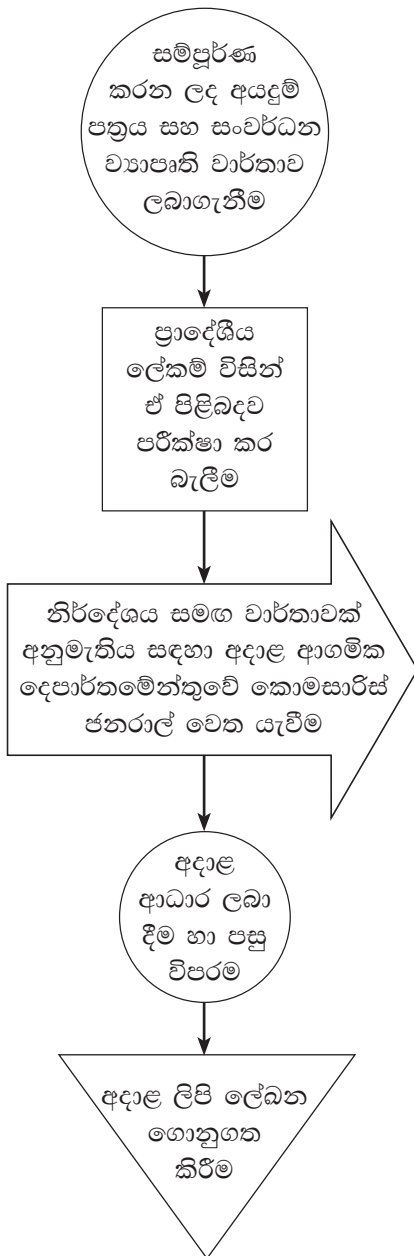 සම්පූර්ණ
කරන ලද අයදුම්
පත්‍රය සහ සංවර්ධන
ව්‍යාපෘති වාර්තාව
ලබාගැනීම
ප්‍රාදේශීය
ලේකම් විසින්
ඒ පිළිබදව
පරීක්ෂා කර
බැලීම
නිර්දේශය සමඟ වාර්තාවක්
අනුමැතිය සඳහා අදාළ ආගමික
දෙපාර්තමේන්තුවේ කොමසාරිස්
ජනරාල් වෙත යැවීම
අදාළ
ආධාර ලබා
දීම හා පසු
විපරම
අදාළ ලිපි ලේඛන
ගොනුගත
කිරීම